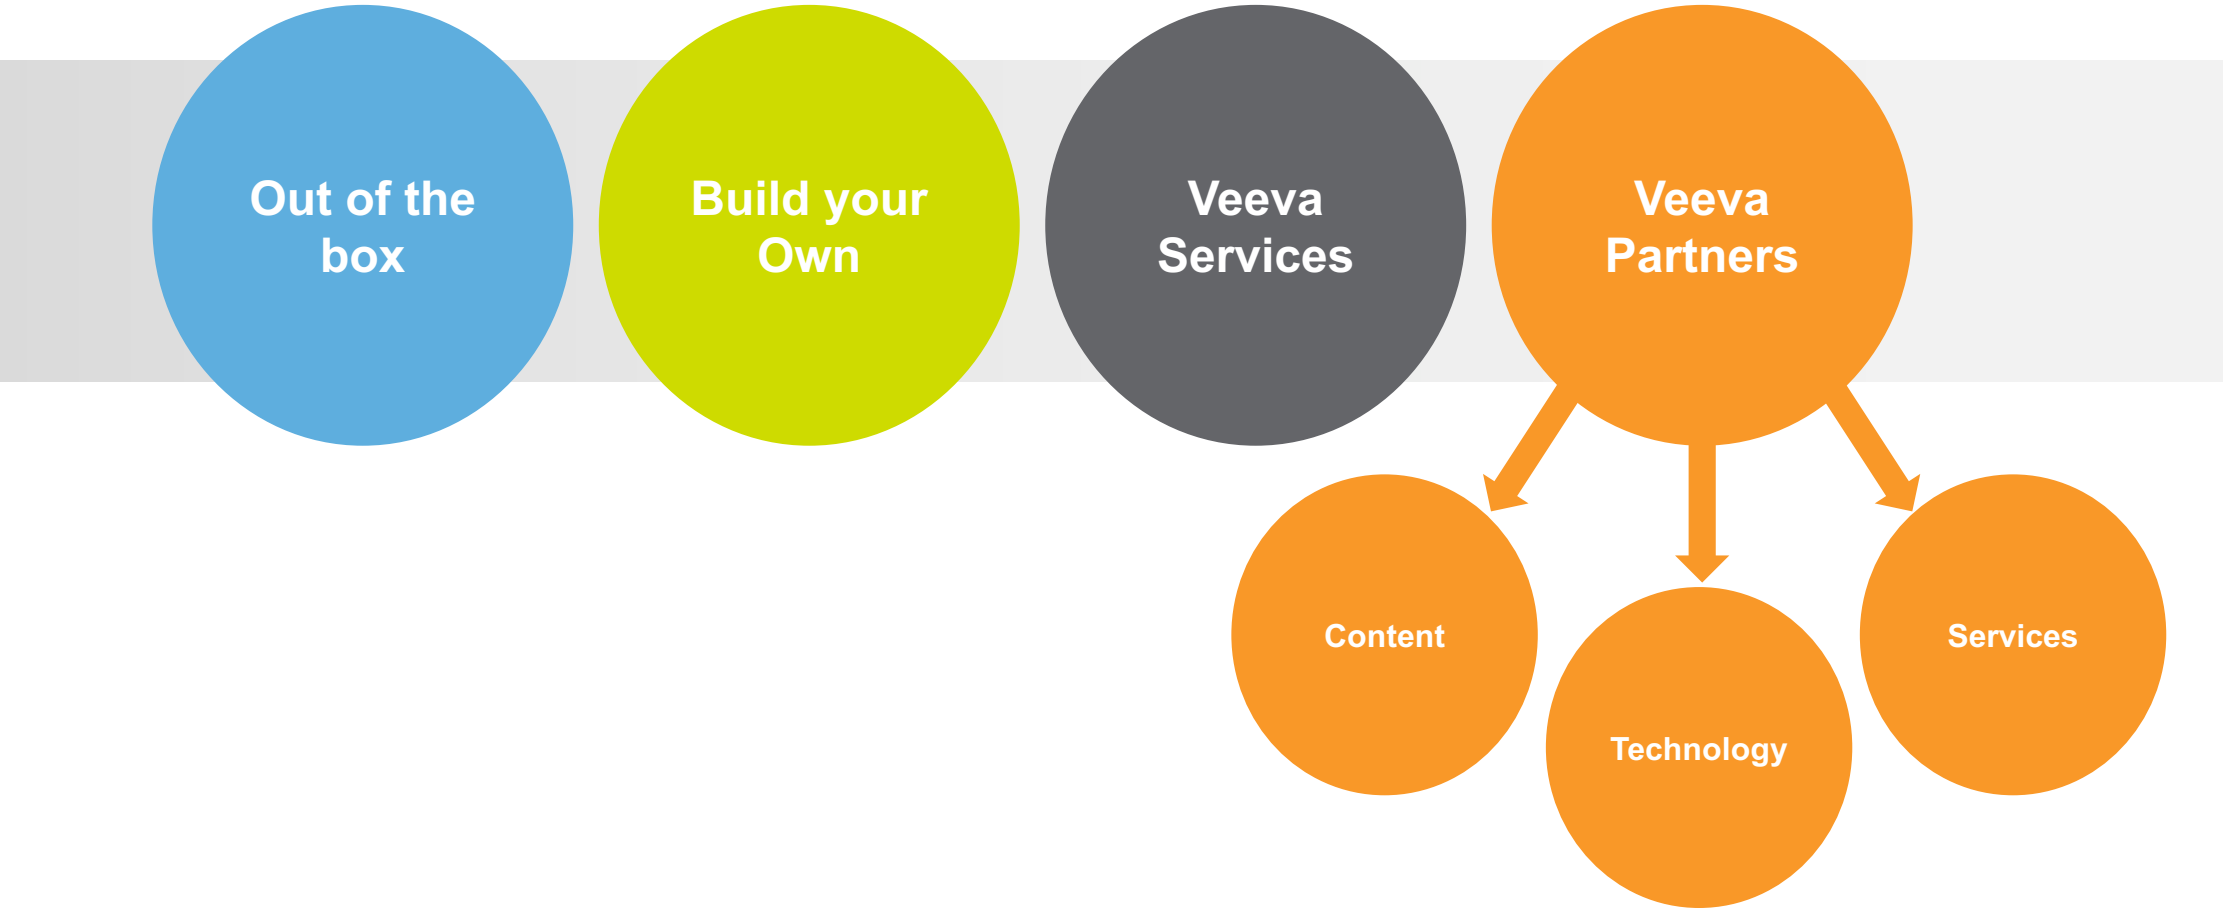 Out of the
box
Build your
Own
Veeva
Services
Veeva
Partners
Content
Technology
Services